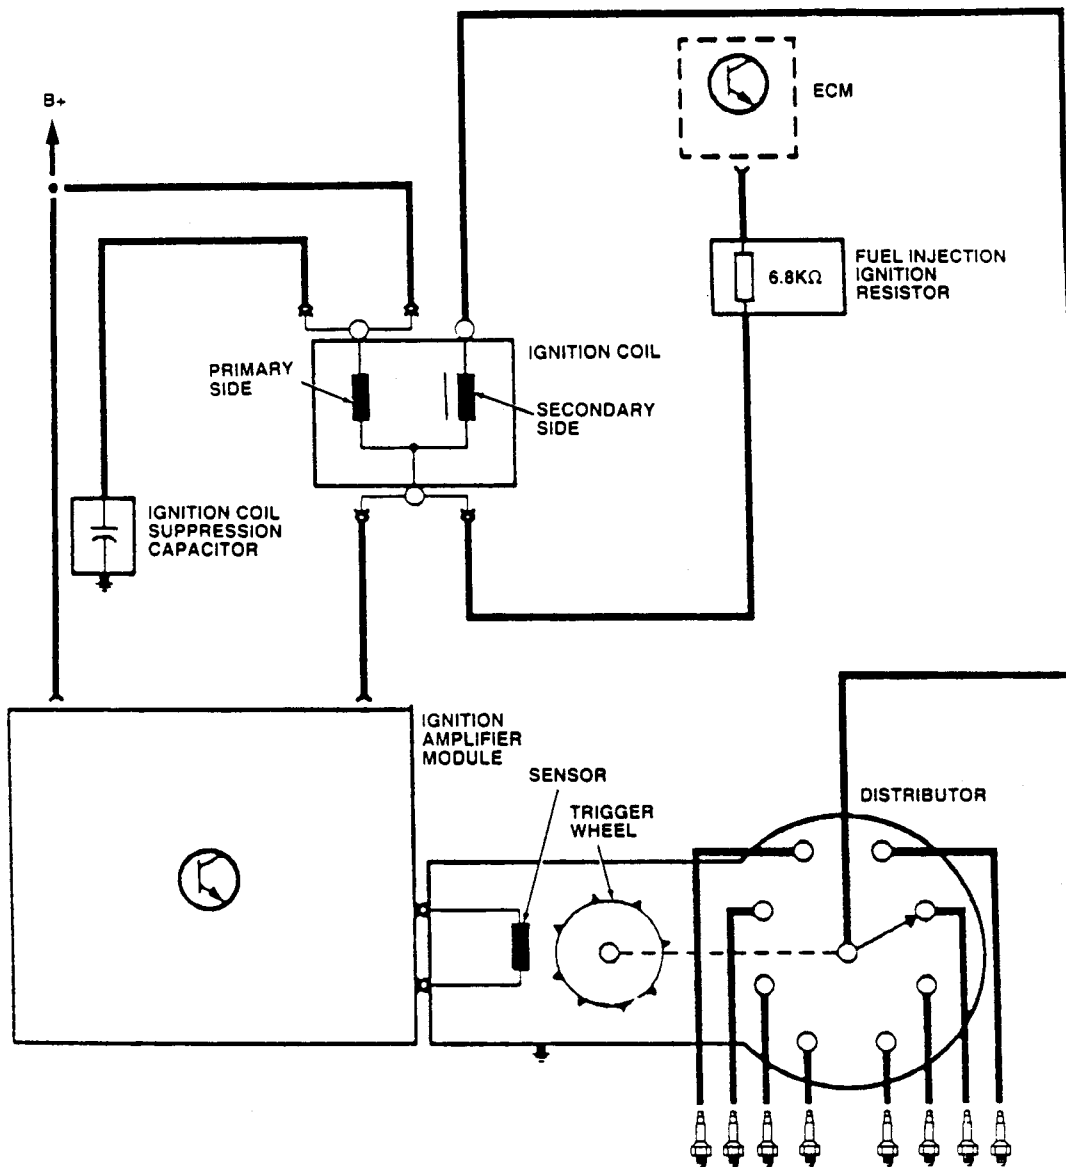 B+
ECM
FUEL INJECTION
IGNITION
RESISTOR
6.8KΩ
IGNITION COIL
PRIMARY
SIDE
SECONDARY
SIDE
IGNITION COIL
SUPPRESSION
CAPACITOR
IGNITION
AMPLIFIER
MODULE
SENSOR
TRIGGER
WHEEL
DISTRIBUTOR